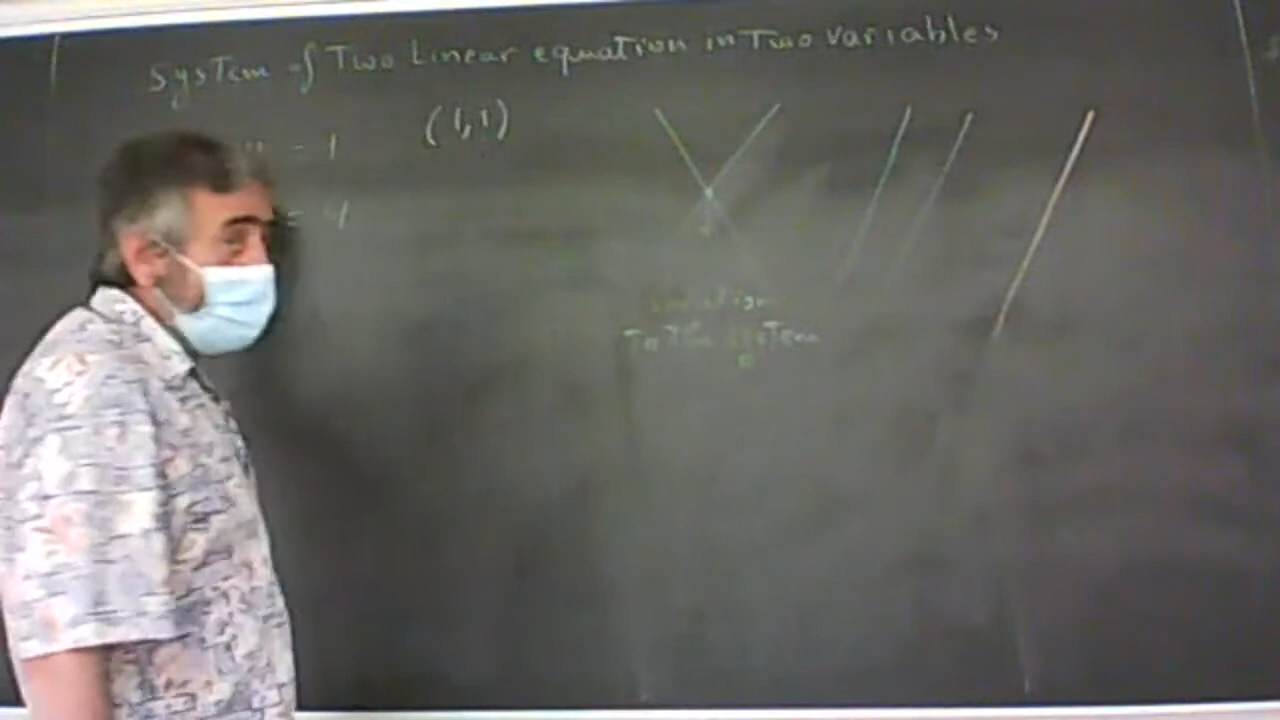 System of Two Linear equation in Two variables
(1,1)
= 1
= 4
solution
To The system